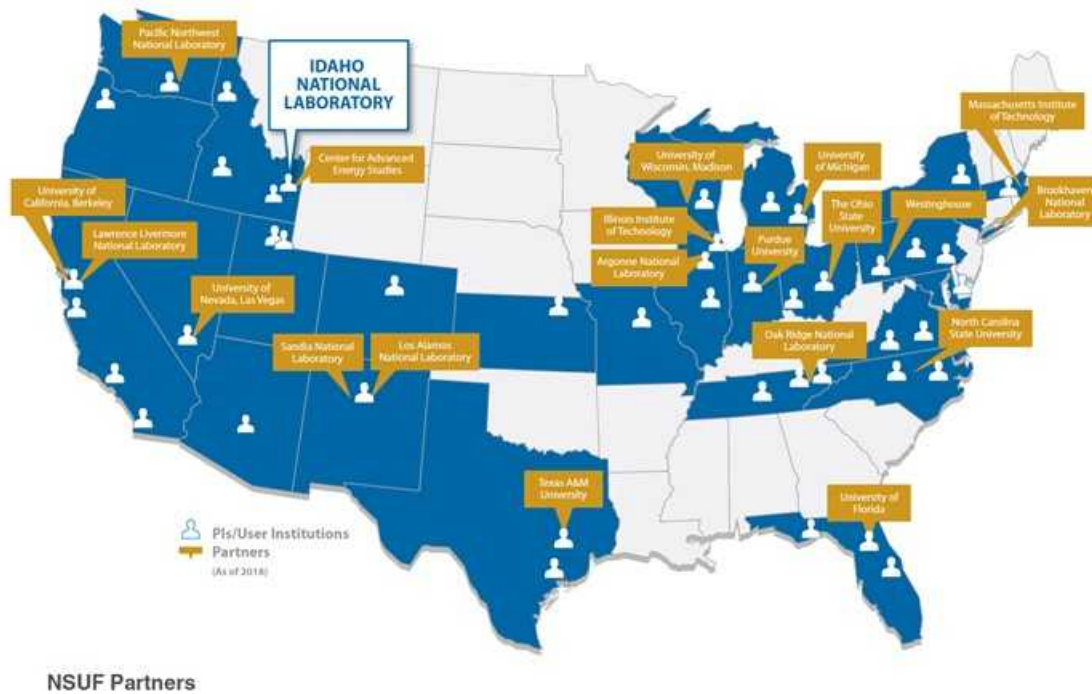 Pacific Northwest
National Laboratory
IDAHO
NATIONAL
LABORATORY
Center for Advanced
Energy Studies
University of
California, Berkeley
Lawrence Livermore
National Laboratory
University of
Nevada, Las Vegas
Sandia National
Laboratory
Los Alamos
National Laboratory
University of
Wisconsin, Madison
Illinois Institute
of Technology
Argonne National
Laboratory
University
of Michigan
Purdue
University
The Ohio
State
University
Westinghouse
Massachusetts Institute
of Technology
Brookhaven
National
Laboratory
Oak Ridge National
Laboratory
North Carolina
State University
Texas A&M
University
University of
Florida
PIs/User Institutions
Partners
(As of 2018)
NSUF Partners